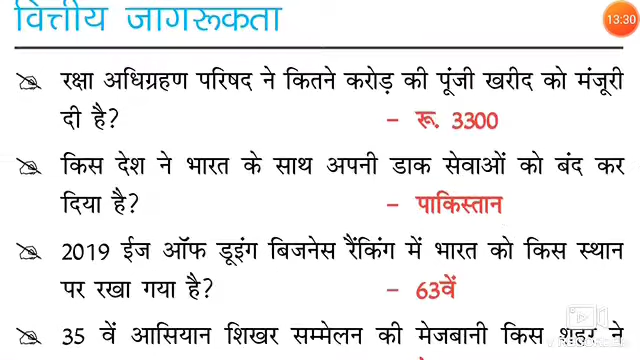 वित्तीय जागरूकता
13:30
रक्षा अधिग्रहण परिषद ने कितने करोड़ की पूंजी खरीद को मंजूरी
दी है? – रू. 3300
किस देश ने भारत के साथ अपनी डाक सेवाओं को बंद कर
दिया है? – पाकिस्तान
2019 ईज ऑफ डूइंग बिजनेस रैंकिंग में भारत को किस स्थान
पर रखा गया है? – 63वें
35 वें आसियान शिखर सम्मेलन की मेजबानी किस शहर ने